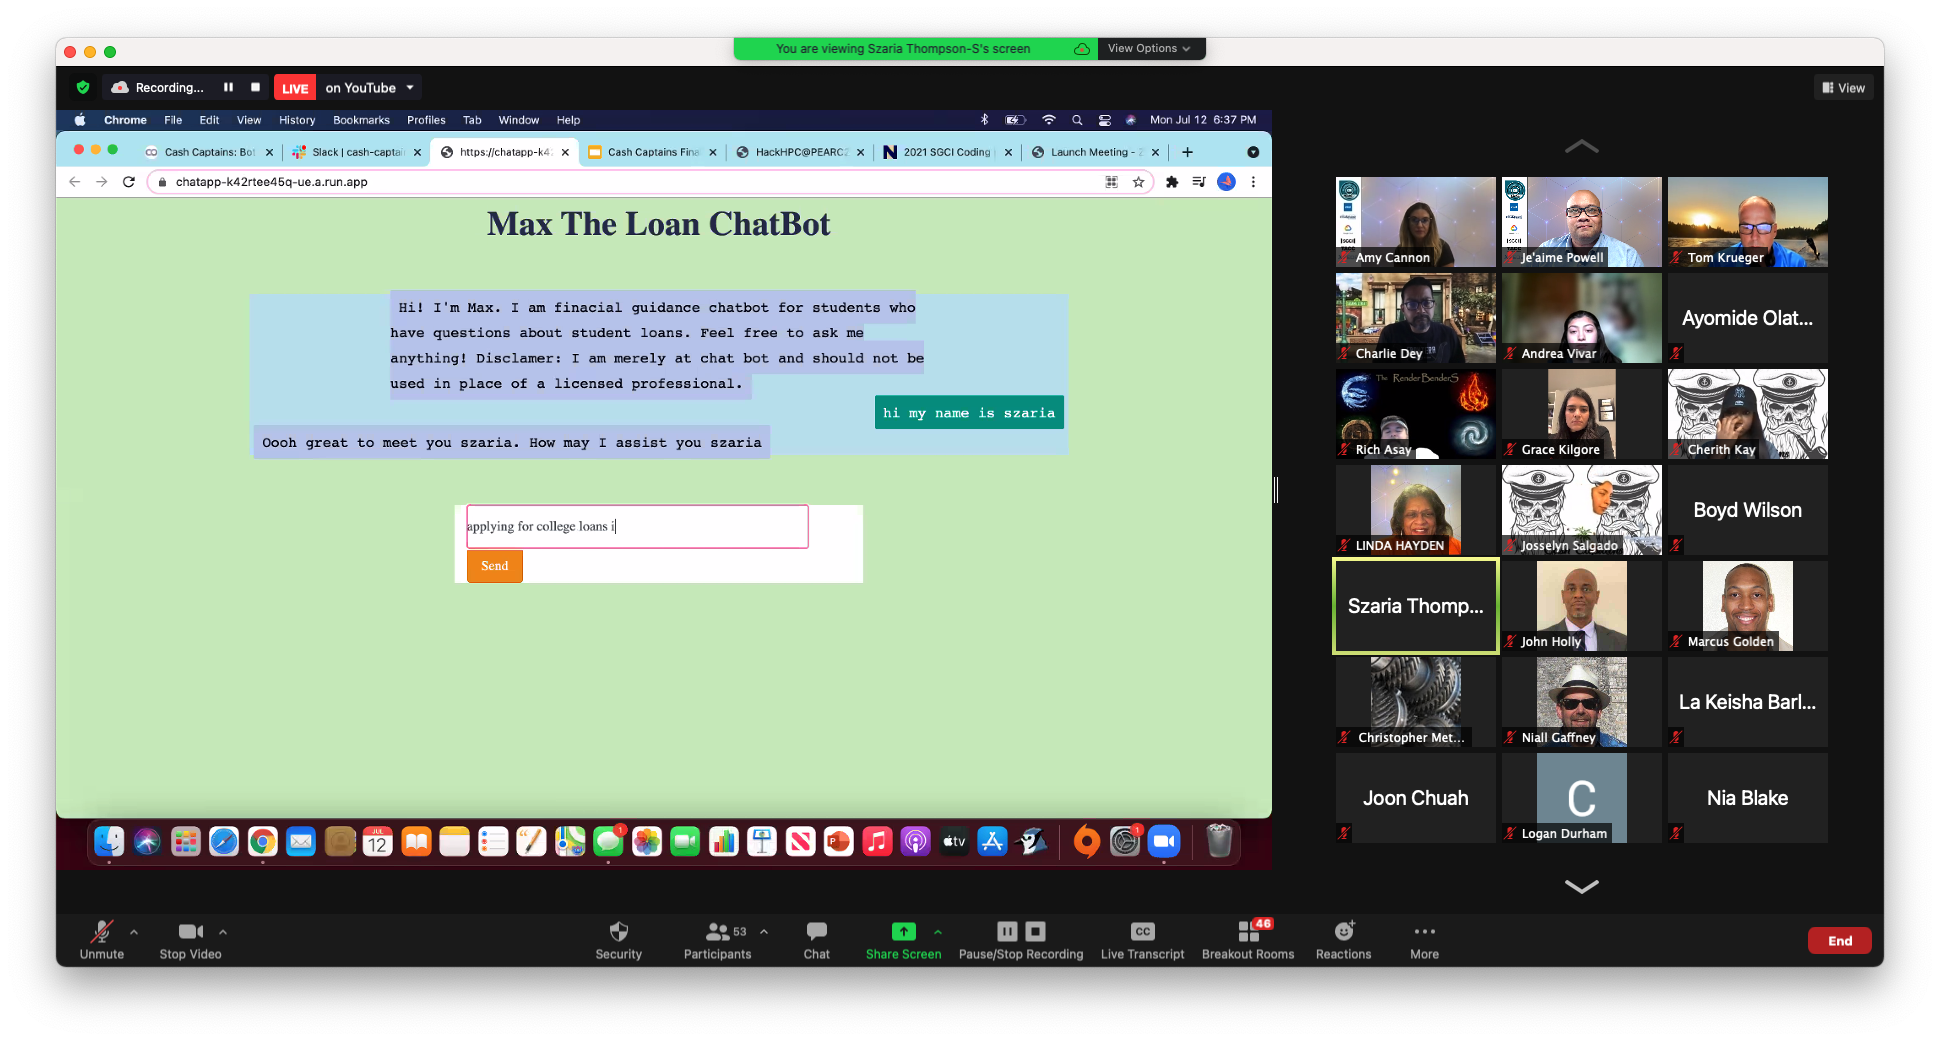 You are viewing Szaria Thompson-S's screen
View Options
Recording...
LIVE on YouTube
View
Chrome File Edit View History Bookmarks Profiles Tab Window Help
Mon Jul 12 6:37 PM
Cash Captains: Bot
Slack | cash-captai
https://chatapp-k4
Cash Captains Fina
HackHPC@PEARC
2021 SGCI Coding
Launch Meeting -
chatapp-k42rtee45q-ue.a.run.app
Max The Loan ChatBot
Hi! I'm Max. I am finacial guidance chatbot for students who
have questions about student loans. Feel free to ask me
anything! Disclamer: I am merely at chat bot and should not be
used in place of a licensed professional.
hi my name is szaria
Oooh great to meet you szaria. How may I assist you szaria
applying for college loans i
Send
Amy Cannon
Je'aime Powell
Tom Krueger
Charlie Dey
Andrea Vivar
Ayomide Olat...
The RenderBenderS
Rich Asay
Grace Kilgore
Cherith Kay
LINDA HAYDEN
Josselyn Salgado
Boyd Wilson
Szaria Thomp...
John Holly
Marcus Golden
Christopher Met...
Niall Gaffney
La Keisha Barl...
Joon Chuah
C
Logan Durham
Nia Blake
JUL
12
1
tv
1
Unmute
Stop Video
Security
53
Participants
Chat
Share Screen
Pause/Stop Recording
CC
Live Transcript
46
Breakout Rooms
Reactions
More
End